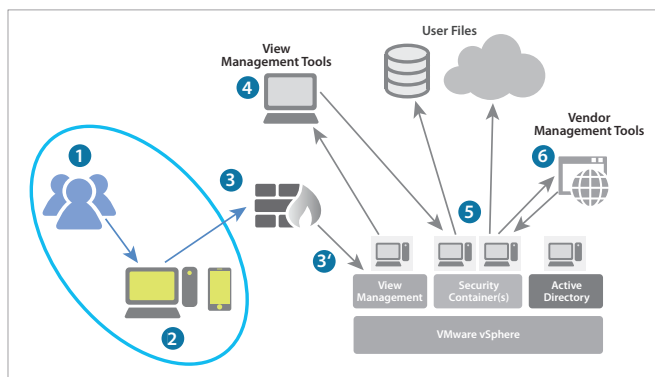 User Files
View
Management Tools
4
Vendor
Management Tools
1
3
6
5
3′
View
Management
Security
Container(s)
Active
Directory
2
VMware vSphere